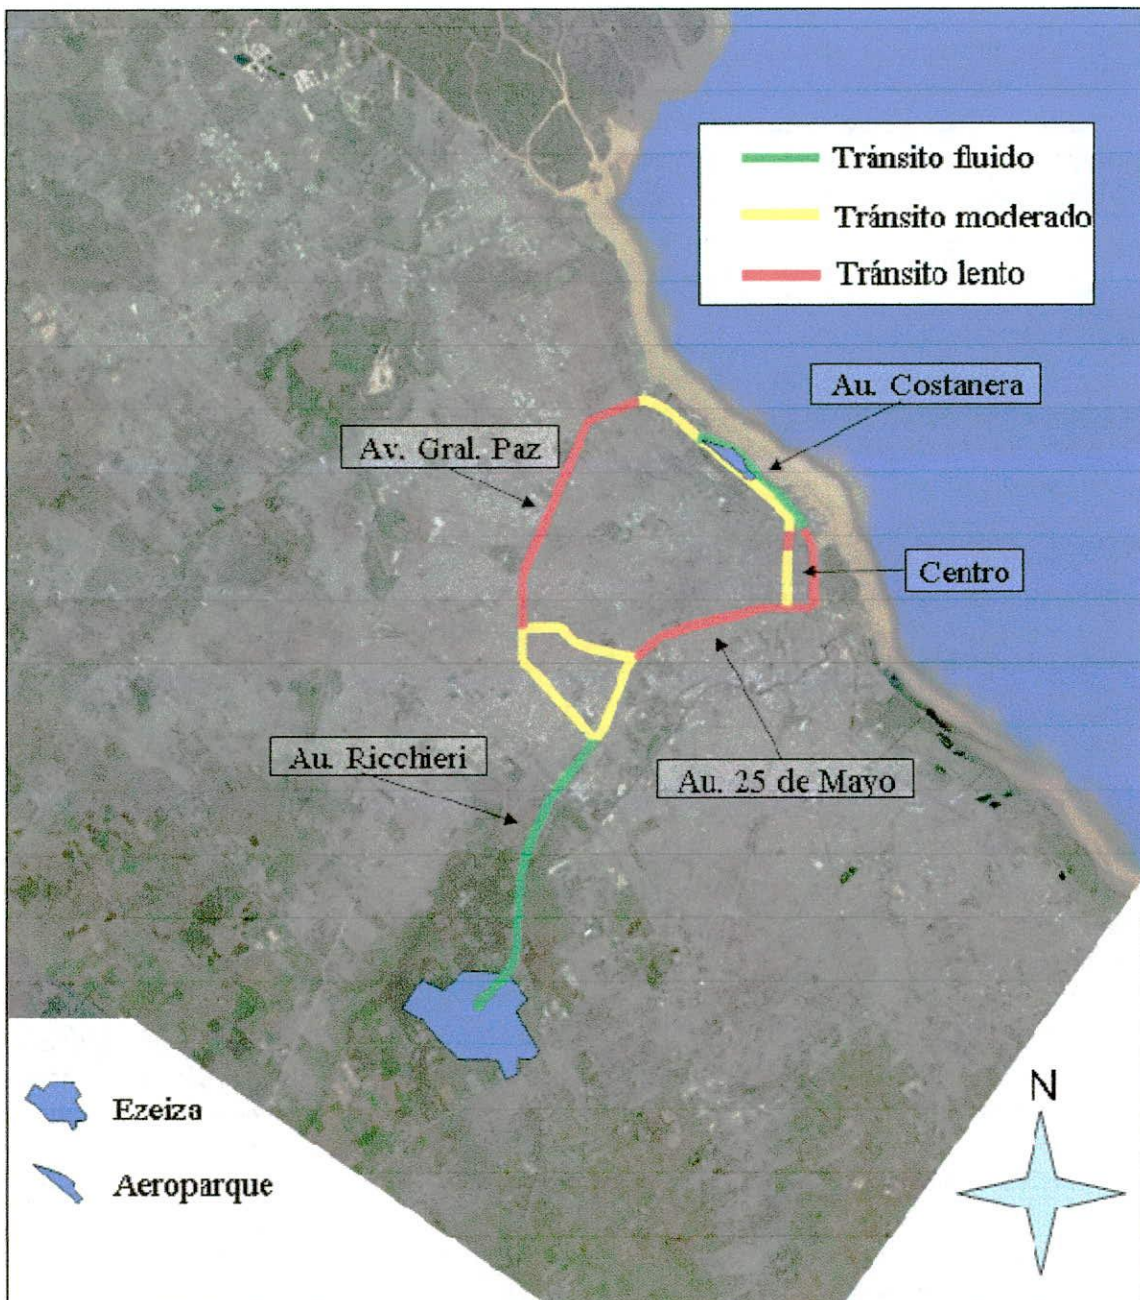 Tránsito fluido
Tránsito moderado
Tránsito lento
Au. Costanera
Av. Gral. Paz
Centro
Au. Ricchieri
Au. 25 de Mayo
N
Ezeiza
Aeroparque